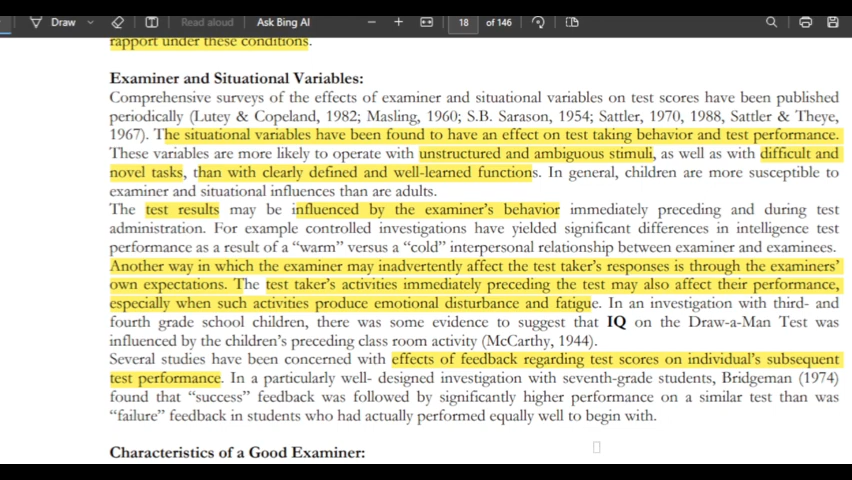 Draw
Read aloud
Ask Bing AI
18 of 146
rapport under these conditions.
Examiner and Situational Variables:
Comprehensive surveys of the effects of examiner and situational variables on test scores have been published
periodically (Lutey & Copeland, 1982; Masling, 1960; S.B. Sarason, 1954; Sattler, 1970, 1988, Sattler & Theye,
1967). The situational variables have been found to have an effect on test taking behavior and test performance.
These variables are more likely to operate with unstructured and ambiguous stimuli, as well as with difficult and
novel tasks, than with clearly defined and well-learned functions. In general, children are more susceptible to
examiner and situational influences than are adults.
The test results may be influenced by the examiner's behavior immediately preceding and during test
administration. For example controlled investigations have yielded significant differences in intelligence test
performance as a result of a “warm” versus a “cold” interpersonal relationship between examiner and examinees.
Another way in which the examiner may inadvertently affect the test taker's responses is through the examiners'
own expectations. The test taker's activities immediately preceding the test may also affect their performance,
especially when such activities produce emotional disturbance and fatigue. In an investigation with third- and
fourth grade school children, there was some evidence to suggest that IQ on the Draw-a-Man Test was
influenced by the children's preceding class room activity (McCarthy, 1944).
Several studies have been concerned with effects of feedback regarding test scores on individual's subsequent
test performance. In a particularly well- designed investigation with seventh-grade students, Bridgeman (1974)
found that “success” feedback was followed by significantly higher performance on a similar test than was
“failure” feedback in students who had actually performed equally well to begin with.
Characteristics of a Good Examiner: